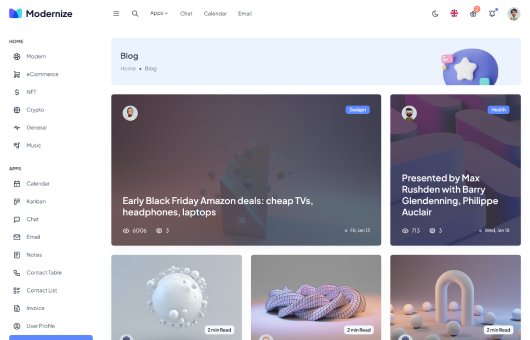 Modernize
Apps
Chat
Calendar
Email
2
HOME
Modern
eCommerce
NFT
Crypto
General
Music
APPS
Calendar
Kanban
Chat
Email
Notes
Contact Table
Contact List
Invoice
User Profile
Blog
Home • Blog
Gadget
Early Black Friday Amazon deals: cheap TVs,
headphones, laptops
6006
3
Fri, Jan 13
Health
Presented by Max
Rushden with Barry
Glendenning, Philippe
Auclair
713
3
Wed, Jan 18
2 min Read
2 min Read
2 min Read